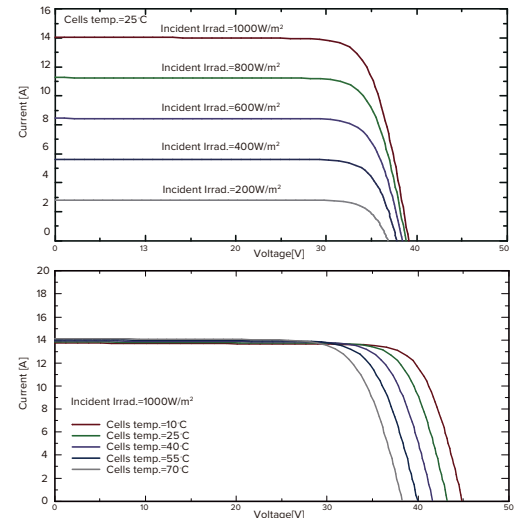 16
Cells temp.=25°C
Incident Irrad.=1000W/m²
14
12
Incident Irrad.=800W/m²
10
Incident Irrad.=600W/m²
8
Incident Irrad.=400W/m²
6
4
Incident Irrad.=200W/m²
2
0
Current [A]
0 13 20 30 40 50
Voltage[V]
20
18
16
14
12
10
8
6
4
2
0
Current [A]
Incident Irrad.=1000W/m²
Cells temp.=10°C
Cells temp.=25°C
Cells temp.=40°C
Cells temp.=55°C
Cells temp.=70°C
0 10 20 30 40 50
Voltage[V]